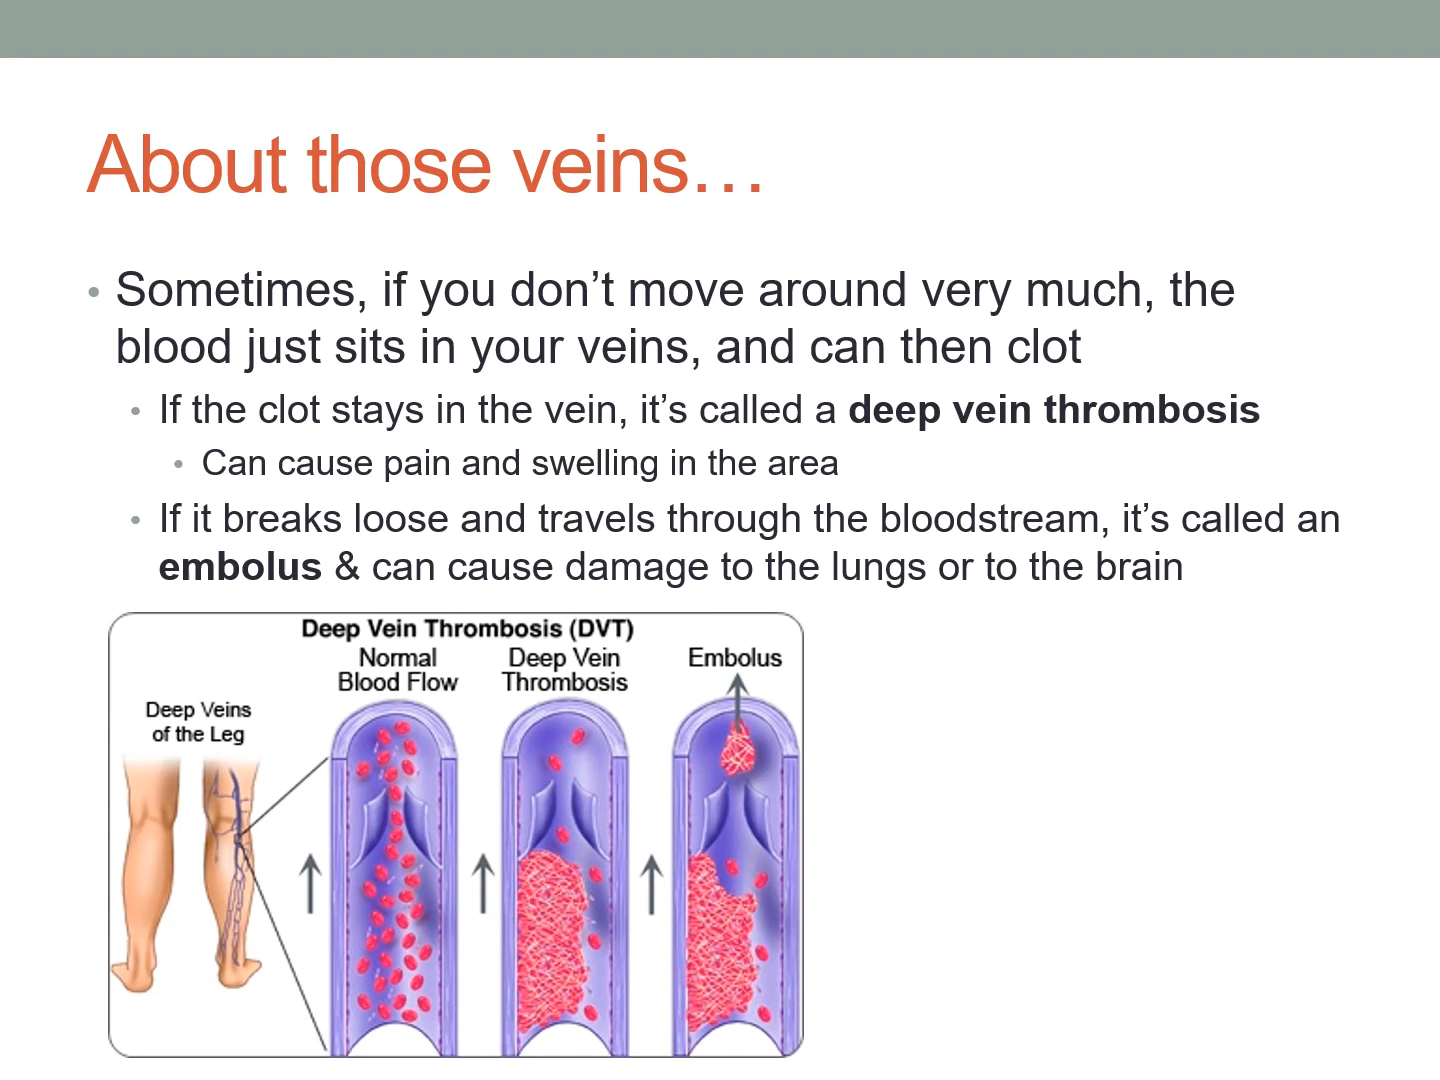 About those veins…
• Sometimes, if you don’t move around very much, the
blood just sits in your veins, and can then clot
• If the clot stays in the vein, it’s called a deep vein thrombosis
• Can cause pain and swelling in the area
• If it breaks loose and travels through the bloodstream, it’s called an
embolus & can cause damage to the lungs or to the brain
Deep Vein Thrombosis (DVT)
Normal
Blood Flow
Deep Vein
Thrombosis
Embolus
Deep Veins
of the Leg